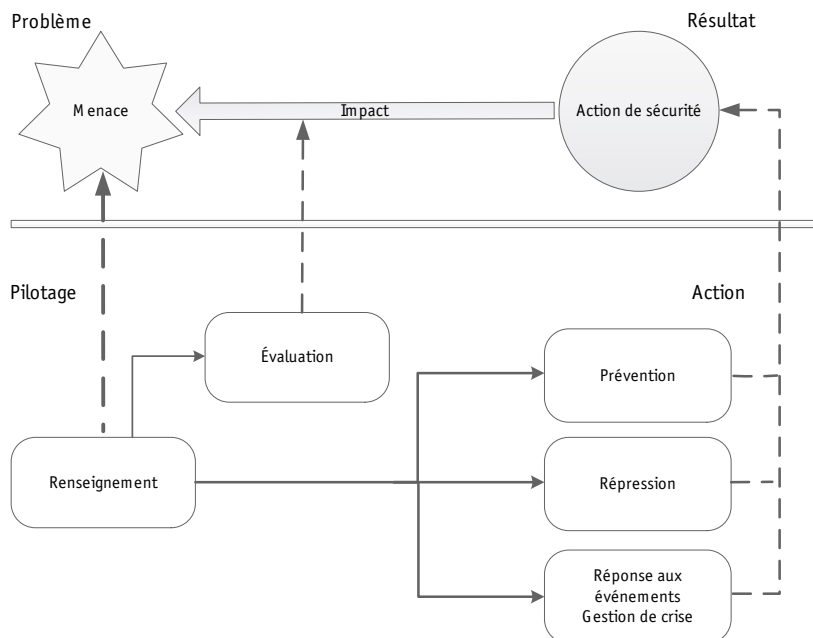 Problème
Résultat
Menace
Impact
Action de sécurité
Pilotage
Action
Évaluation
Prévention
Renseignement
Répression
Réponse aux
événements
Gestion de crise